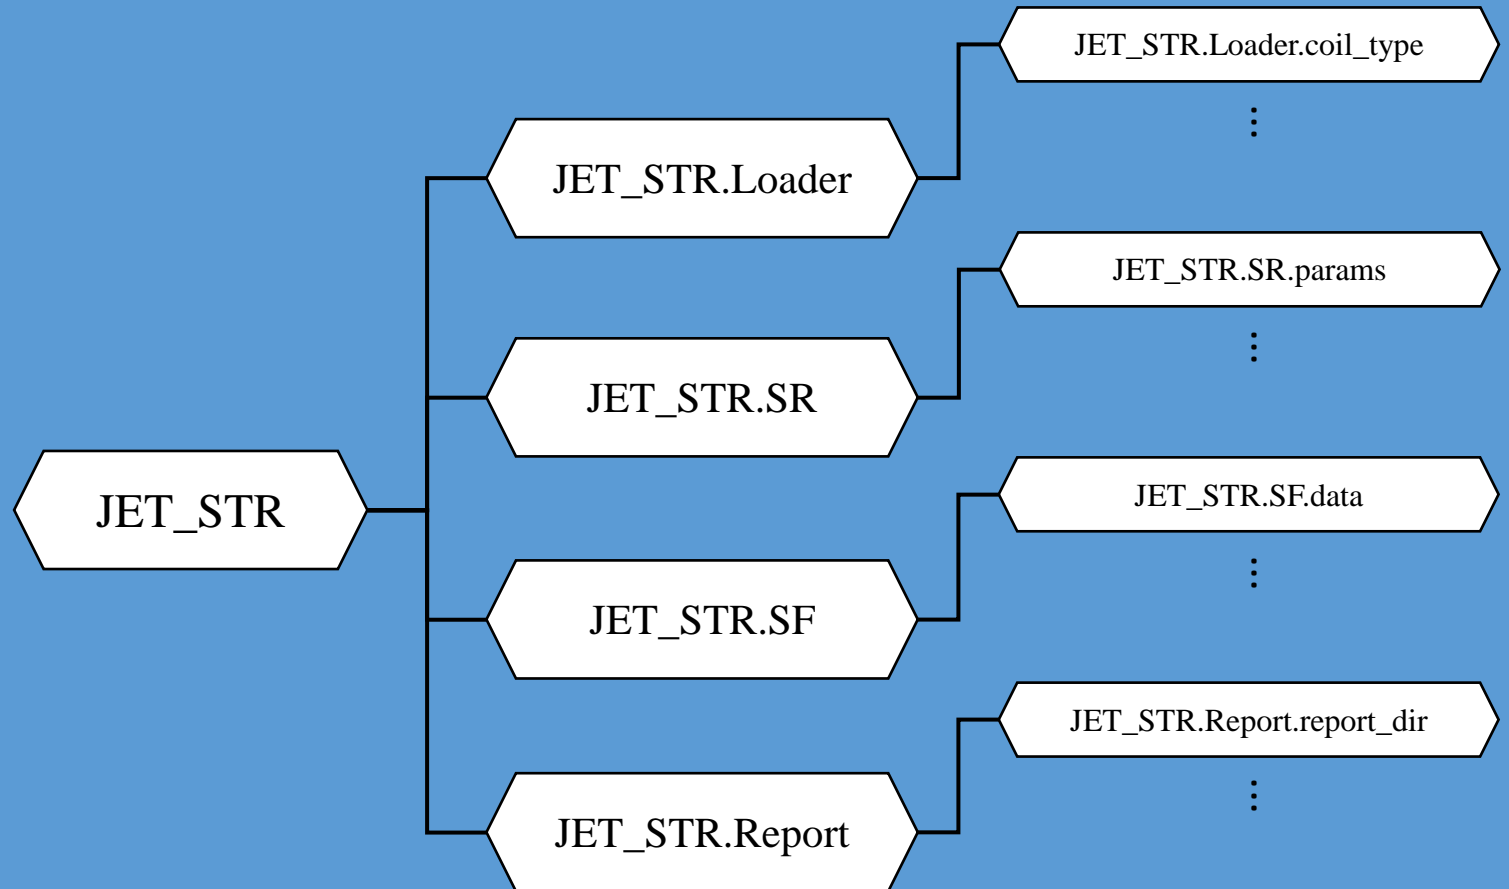 JET_STR
JET_STR.Loader
JET_STR.Loader.coil_type
⋮
JET_STR.SR
JET_STR.SR.params
⋮
JET_STR.SF
JET_STR.SF.data
⋮
JET_STR.Report
JET_STR.Report.report_dir
⋮